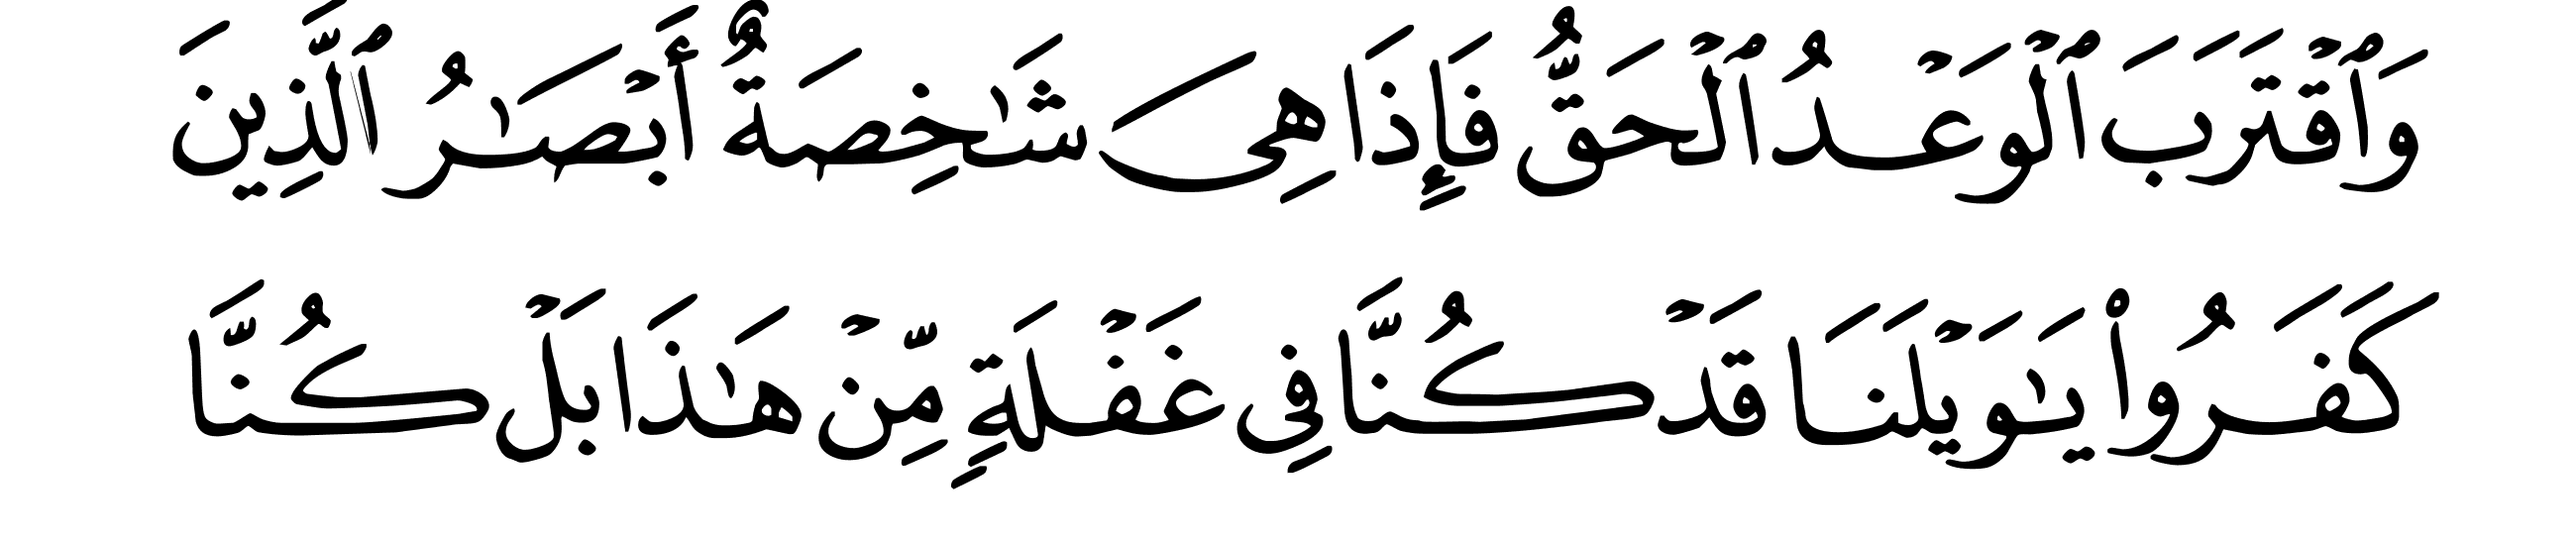 وَٱقْتَرَبَ ٱلْوَعْدُ ٱلْحَقُّ فَإِذَا هِىَ شَـٰخِصَةٌ أَبْصَـٰرُ ٱلَّذِينَ
كَفَرُوا۟ يَـٰوَيْلَنَا قَدْ كُنَّا فِى غَفْلَةٍ مِّنْ هَـٰذَا بَلْ كُنَّا